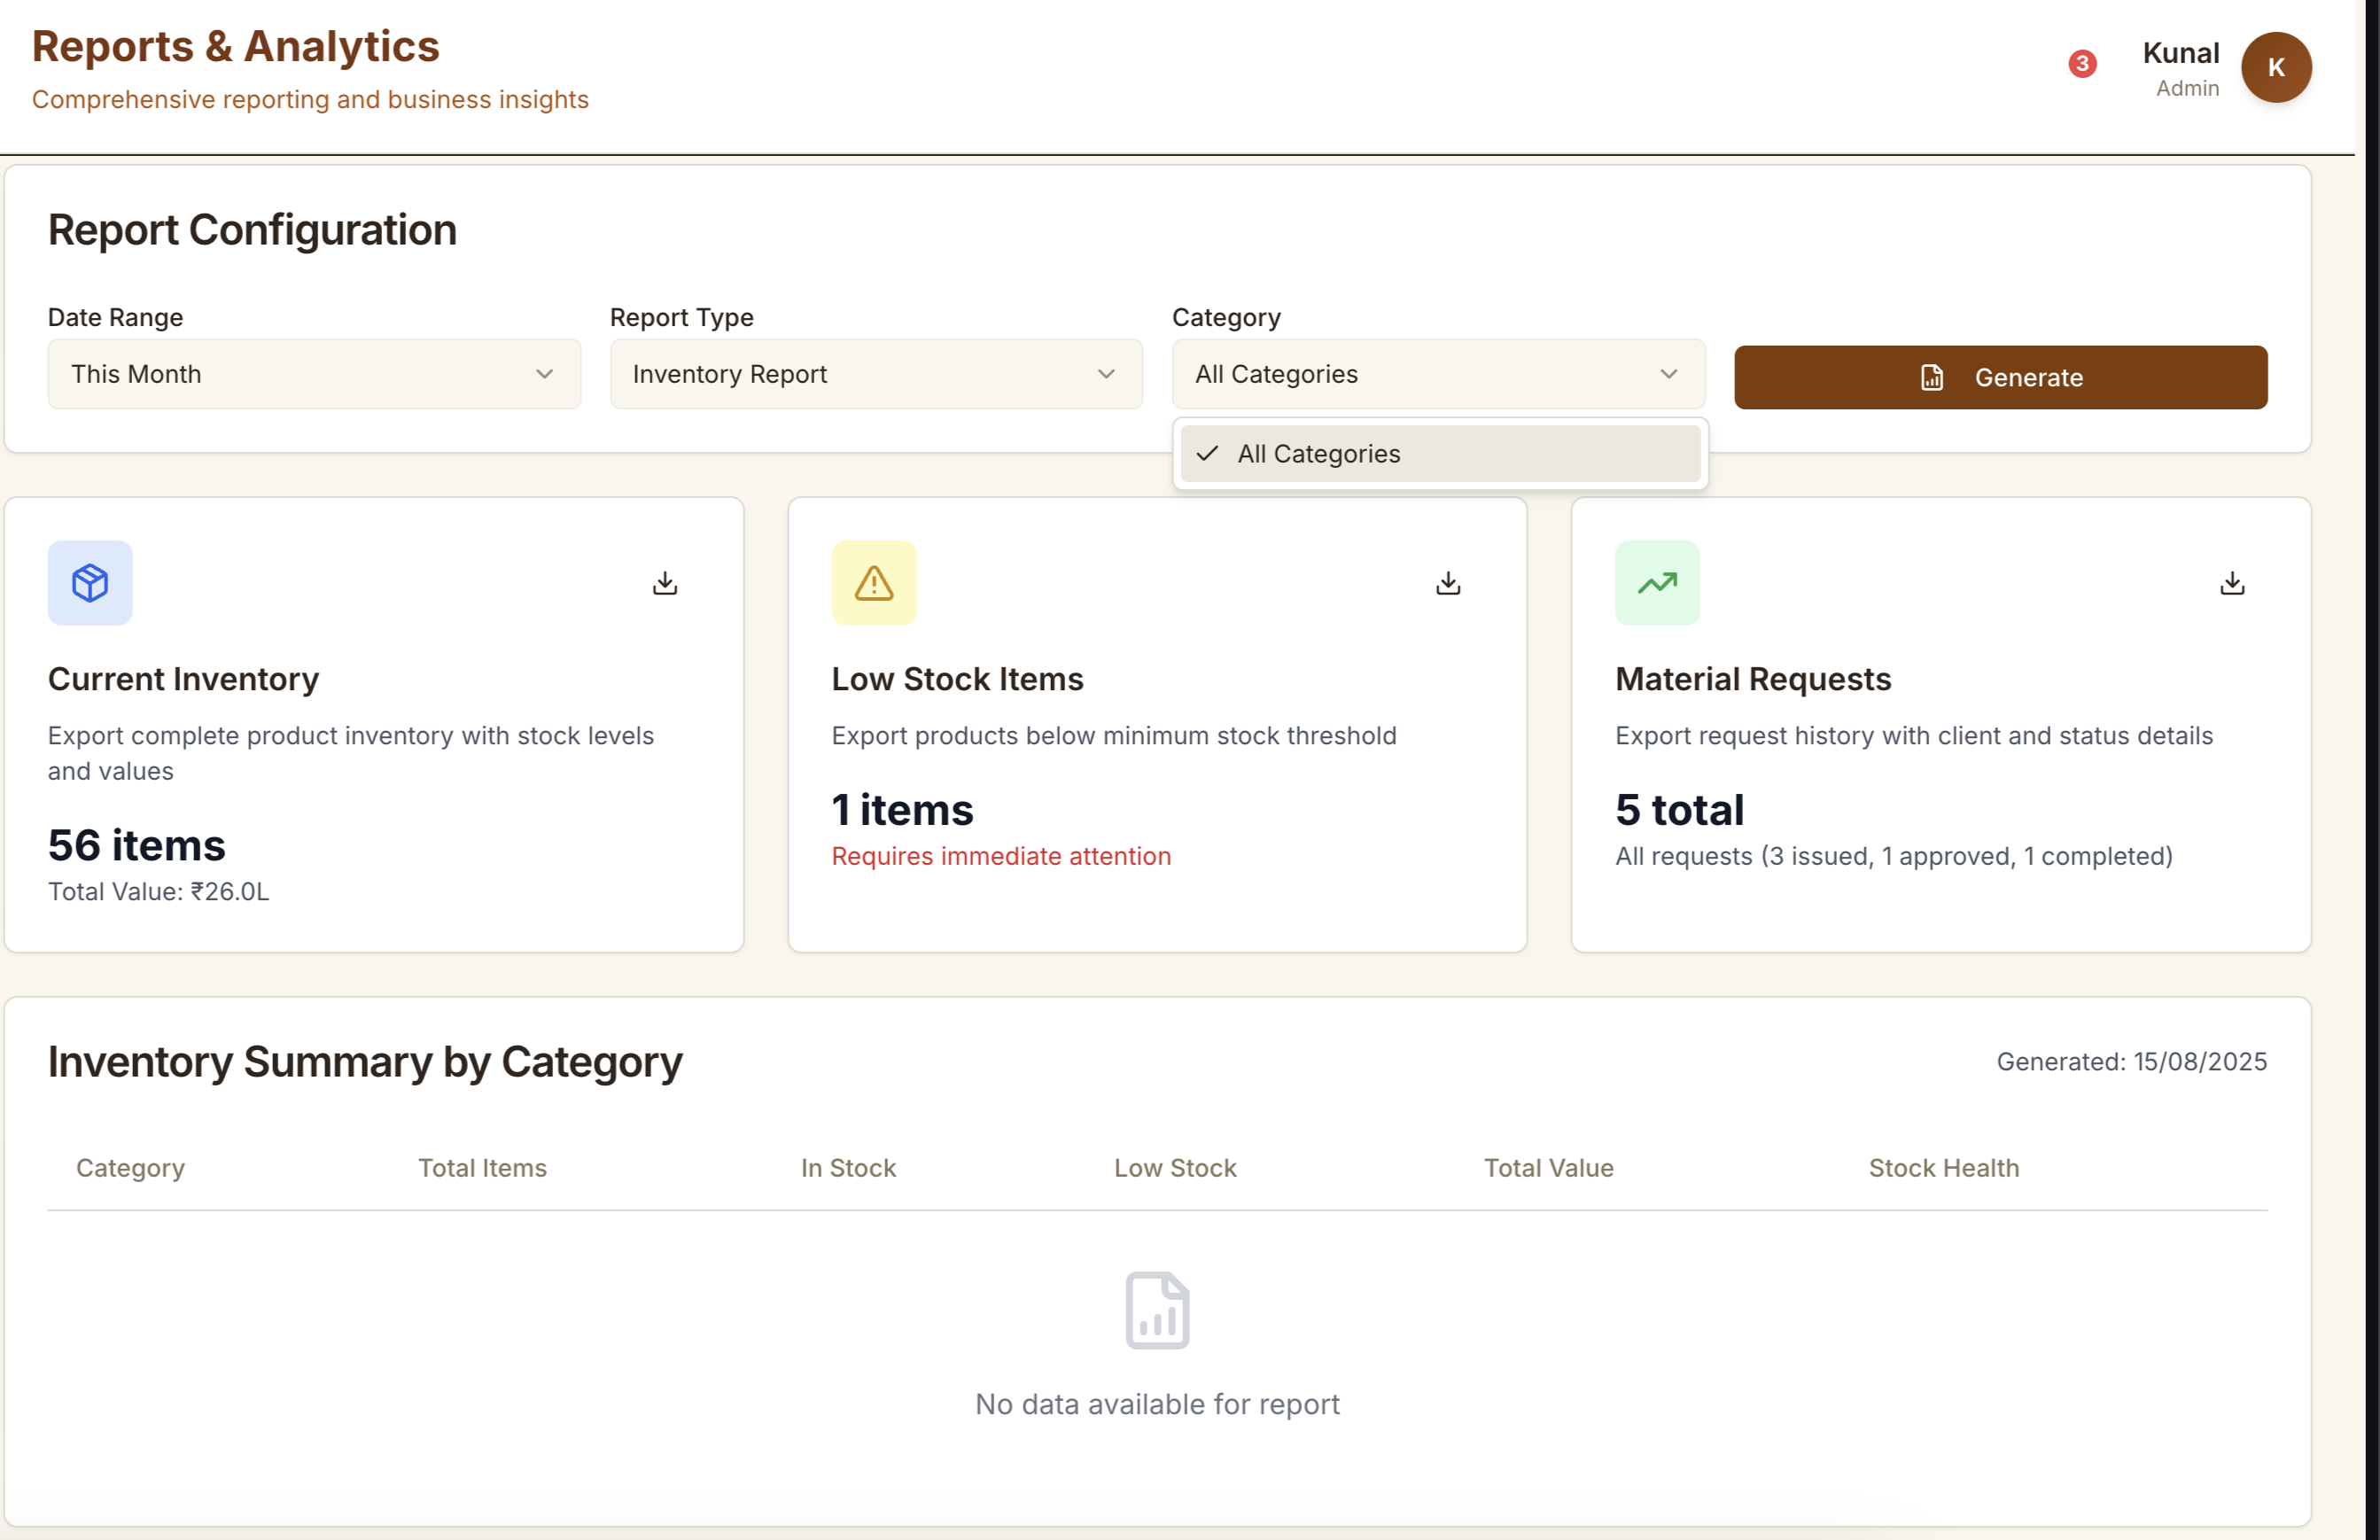 Reports & Analytics
Comprehensive reporting and business insights
3
Kunal
Admin
K
Report Configuration
Date Range
Report Type
Category
This Month
Inventory Report
All Categories
Generate
All Categories
Current Inventory
Export complete product inventory with stock levels
and values
56 items
Total Value: ₹26.0L
Low Stock Items
Export products below minimum stock threshold
1 items
Requires immediate attention
Material Requests
Export request history with client and status details
5 total
All requests (3 issued, 1 approved, 1 completed)
Inventory Summary by Category
Generated: 15/08/2025
Category Total Items In Stock Low Stock Total Value Stock Health
No data available for report